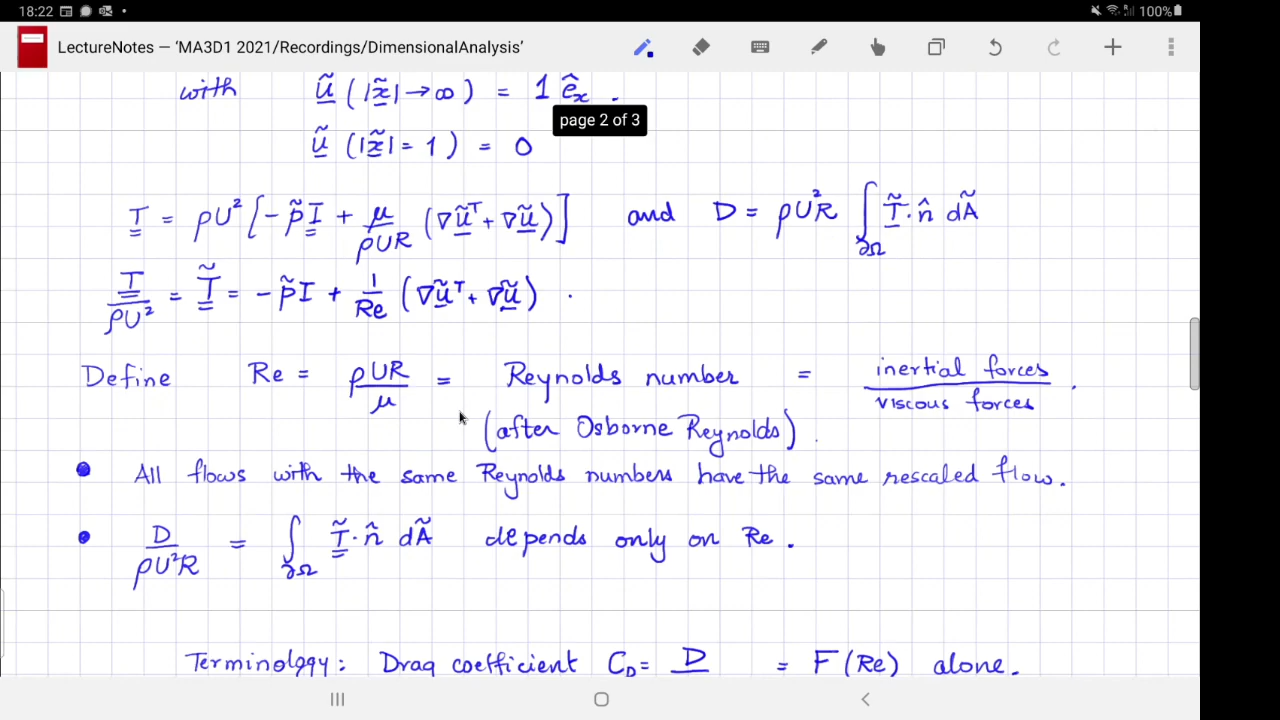 18:22 100%
LectureNotes — ‘MA3D1 2021/Recordings/DimensionalAnalysis’
with ũ (|x̃| → ∞) = 1 ê_x .
page 2 of 3
ũ (|x̃| = 1) = 0
T = ρU² [-p̃ I + μ/ρUR (∇ũᵀ + ∇ũ)] and D = ρU²R ∫_∂Ω T̃ · n̂ dÃ
T/ρU² = T̃ = -p̃ I + 1/Re (∇ũᵀ + ∇ũ) .
Define Re = ρUR/μ = Reynolds number = inertial forces/viscous forces .
(after Osborne Reynolds) .
• All flows with the same Reynolds numbers have the same rescaled flow.
• D/ρU²R = ∫_∂Ω T̃ · n̂ dÃ depends only on Re .
Terminology: Drag coefficient C_D = D = F (Re) alone.